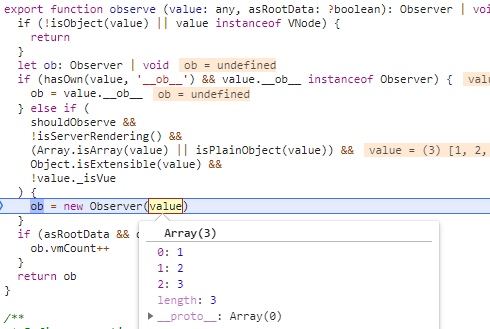 export function observe (value: any, asRootData: ?boolean): Observer | void
if (!isObject(value) || value instanceof VNode) {
return
}
let ob: Observer | void ob = undefined
if (hasOwn(value, '__ob__') && value.__ob__ instanceof Observer) {
ob = value.__ob__ ob = undefined
} else if (
shouldObserve &&
!isServerRendering() &&
(Array.isArray(value) || isPlainObject(value)) && value = (3) [1, 2,
Object.isExtensible(value) &&
!value._isVue
) {
ob = new Observer(value)
}
if (asRootData &&
ob.vmCount++
}
return ob
}
/**
Array(3)
0: 1
1: 2
2: 3
length: 3
__proto__: Array(0)